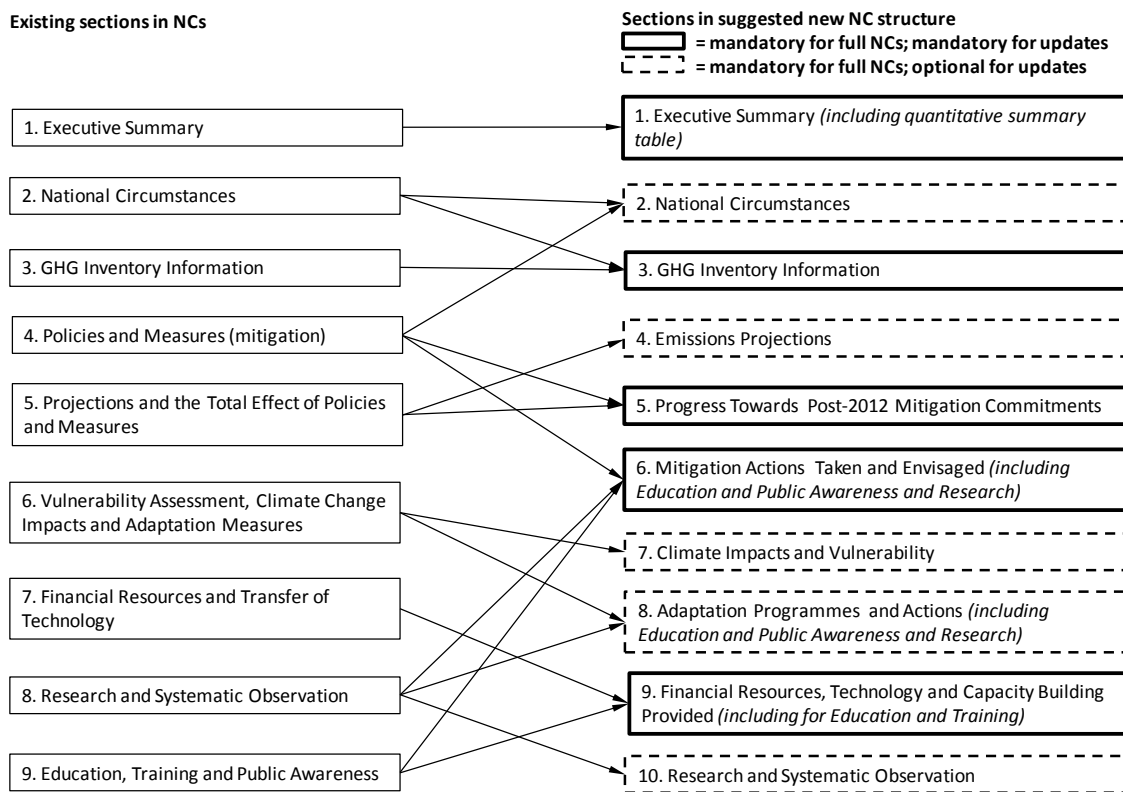 Existing sections in NCs
Sections in suggested new NC structure
= mandatory for full NCs; mandatory for updates
= mandatory for full NCs; optional for updates
1. Executive Summary
2. National Circumstances
3. GHG Inventory Information
4. Policies and Measures (mitigation)
5. Projections and the Total Effect of Policies
and Measures
6. Vulnerability Assessment, Climate Change
Impacts and Adaptation Measures
7. Financial Resources and Transfer of
Technology
8. Research and Systematic Observation
9. Education, Training and Public Awareness
1. Executive Summary (including quantitative summary
table)
2. National Circumstances
3. GHG Inventory Information
4. Emissions Projections
5. Progress Towards Post-2012 Mitigation Commitments
6. Mitigation Actions Taken and Envisaged (including
Education and Public Awareness and Research)
7. Climate Impacts and Vulnerability
8. Adaptation Programmes and Actions (including
Education and Public Awareness and Research)
9. Financial Resources, Technology and Capacity Building
Provided (including for Education and Training)
10. Research and Systematic Observation